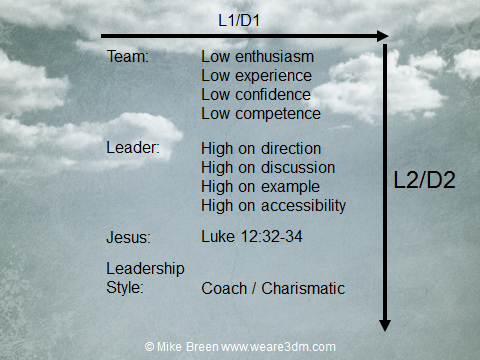 L1/D1
Team: Low enthusiasm
Low experience
Low confidence
Low competence
Leader: High on direction
High on discussion
High on example
High on accessibility
L2/D2
Jesus: Luke 12:32-34
Leadership
Style: Coach / Charismatic
© Mike Breen www.weare3dm.com